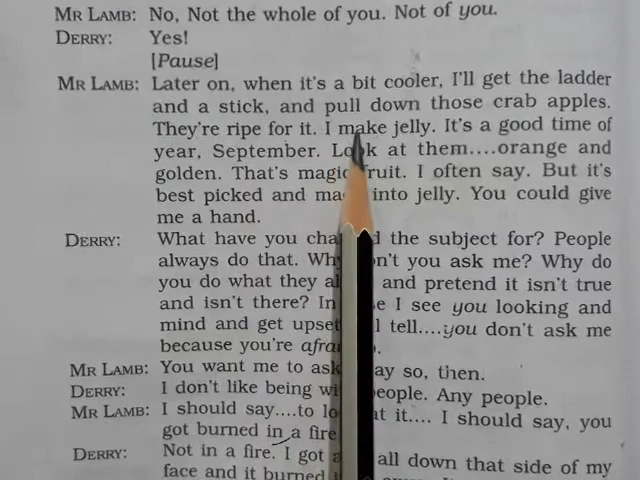 MR LAMB: No, Not the whole of you. Not of you.
DERRY: Yes!
[Pause]
MR LAMB: Later on, when it's a bit cooler, I'll get the ladder
and a stick, and pull down those crab apples.
They're ripe for it. I make jelly. It's a good time of
year, September. Look at them....orange and
golden. That's magic fruit. I often say. But it's
best picked and ma into jelly. You could give
me a hand.
DERRY: What have you cha d the subject for? People
always do that. Why n't you ask me? Why do
you do what they al and pretend it isn't true
and isn't there? In e I see you looking and
mind and get upset I tell....you don't ask me
because you're afra
MR LAMB: You want me to ask ay so, then.
DERRY: I don't like being wi people. Any people.
MR LAMB: I should say....to lo at it.... I should say, you
got burned in a fire
DERRY: Not in a fire. I got a all down that side of my
face and it burned